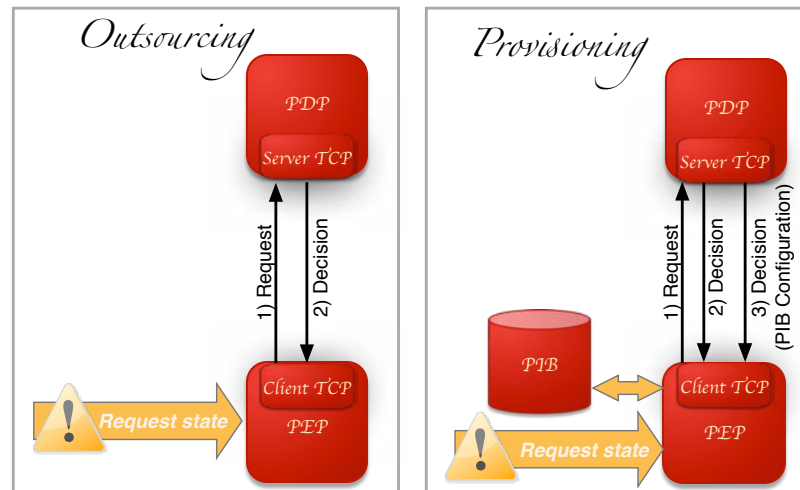 Outsourcing
PDP
Server TCP
1) Request
2) Decision
Client TCP
PEP
Request state
Provisioning
PDP
Server TCP
1) Request
2) Decision
3) Decision
(PIB Configuration)
PIB
Client TCP
PEP
Request state